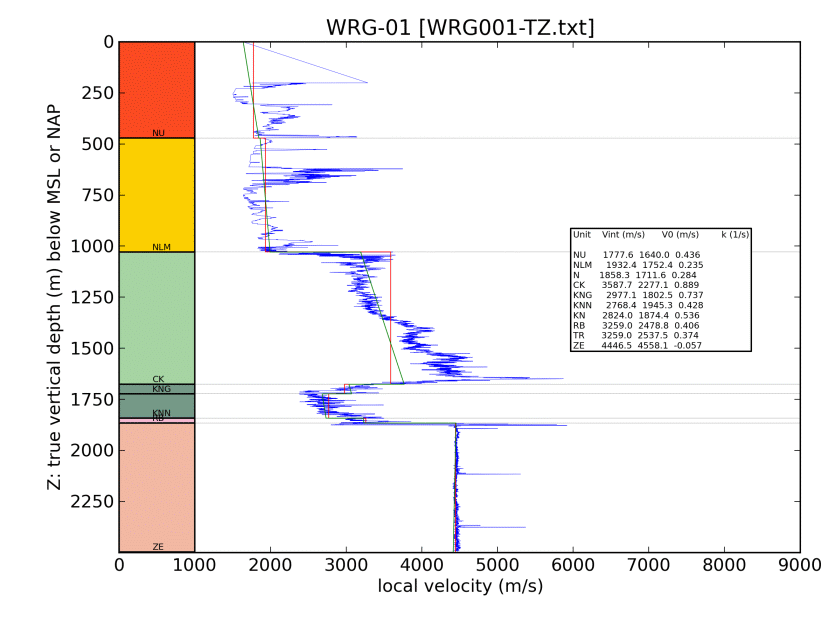 WRG-01 [WRG001-TZ.txt]
Z: true vertical depth (m) below MSL or NAP
0
250
500
750
1000
1250
1500
1750
2000
2250
NU
NLM
CK
KNG
KNN
RB
ZE
Unit Vint (m/s) V0 (m/s) k (1/s)
NU 1777.6 1640.0 0.436
NLM 1932.4 1752.4 0.235
N 1858.3 1711.6 0.284
CK 3587.7 2277.1 0.889
KNG 2977.1 1802.5 0.737
KNN 2768.4 1945.3 0.428
KN 2824.0 1874.4 0.536
RB 3259.0 2478.8 0.406
TR 3259.0 2537.5 0.374
ZE 4446.5 4558.1 -0.057
0 1000 2000 3000 4000 5000 6000 7000 8000 9000
local velocity (m/s)